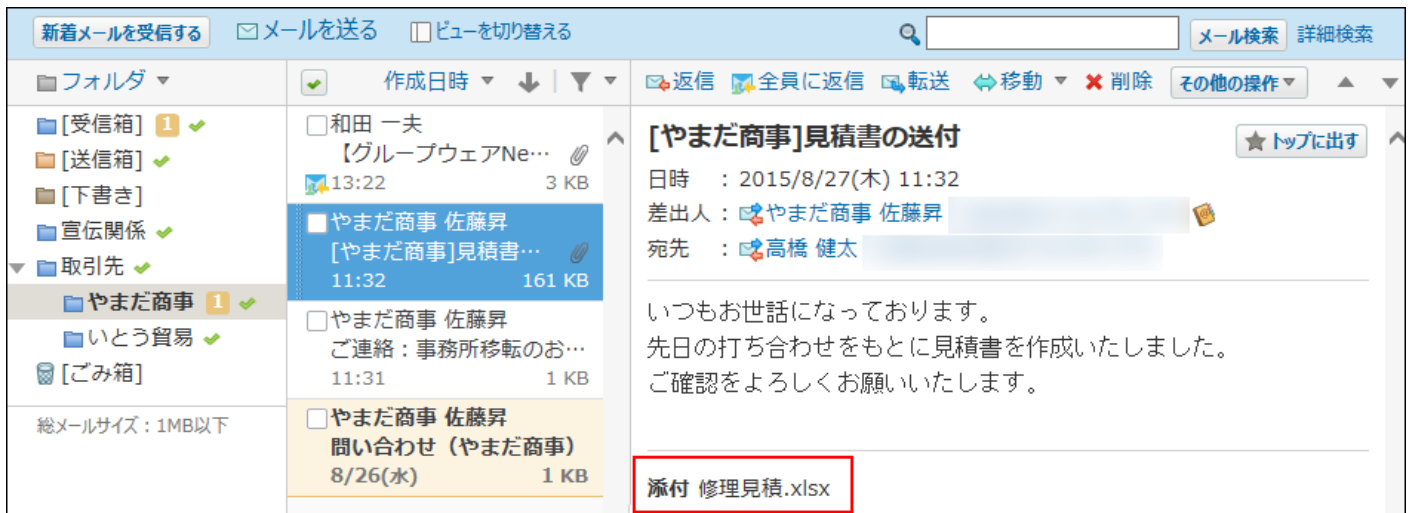 新着メールを受信する メールを送る ビューを切り替える メール検索 詳細検索
フォルダ
[受信箱] 1
[送信箱]
[下書き]
宣伝関係
取引先
やまだ商事 1
いとう貿易
[ごみ箱]
総メールサイズ：1MB以下
作成日時
和田 一夫
【グループウェアNe…
13:22 3 KB
やまだ商事 佐藤昇
[やまだ商事]見積書…
11:32 161 KB
やまだ商事 佐藤昇
ご連絡：事務所移転のお…
11:31 1 KB
やまだ商事 佐藤昇
問い合わせ（やまだ商事）
8/26(水) 1 KB
返信 全員に返信 転送 移動 削除 その他の操作
[やまだ商事]見積書の送付 トップに出す
日時 ：2015/8/27(木) 11:32
差出人：やまだ商事 佐藤昇
宛先 ：高橋 健太
いつもお世話になっております。
先日の打ち合わせをもとに見積書を作成いたしました。
ご確認をよろしくお願いいたします。
添付 修理見積.xlsx